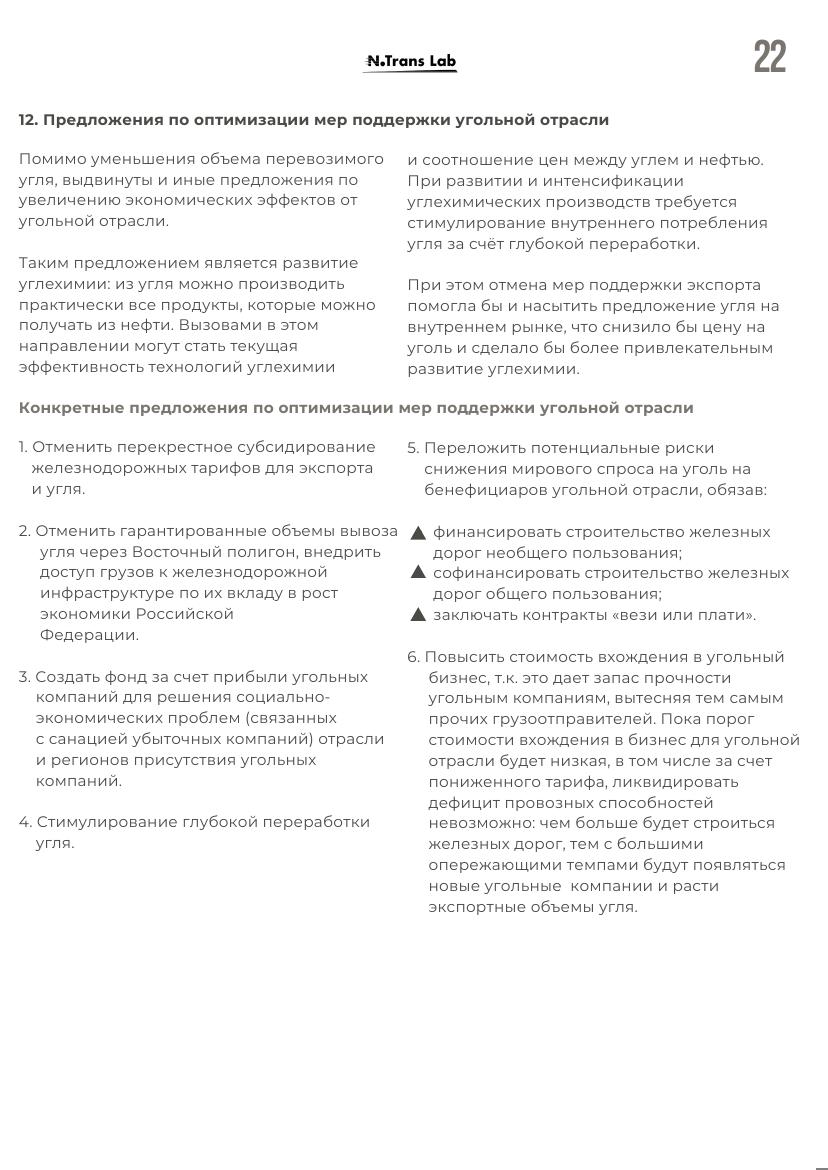 N.Trans Lab
22
12. Предложения по оптимизации мер поддержки угольной отрасли
Помимо уменьшения объема перевозимого
угля, выдвинуты и иные предложения по
увеличению экономических эффектов от
угольной отрасли.
Таким предложением является развитие
углехимии: из угля можно производить
практически все продукты, которые можно
получать из нефти. Вызовами в этом
направлении могут стать текущая
эффективность технологий углехимии
и соотношение цен между углем и нефтью.
При развитии и интенсификации
углехимических производств требуется
стимулирование внутреннего потребления
угля за счёт глубокой переработки.
При этом отмена мер поддержки экспорта
помогла бы и насытить предложение угля на
внутреннем рынке, что снизило бы цену на
уголь и сделало бы более привлекательным
развитие углехимии.
Конкретные предложения по оптимизации мер поддержки угольной отрасли
1. Отменить перекрестное субсидирование
железнодорожных тарифов для экспорта
и угля.
2. Отменить гарантированные объемы вывоза
угля через Восточный полигон, внедрить
доступ грузов к железнодорожной
инфраструктуре по их вкладу в рост
экономики Российской
Федерации.
3. Создать фонд за счет прибыли угольных
компаний для решения социально-
экономических проблем (связанных
с санацией убыточных компаний) отрасли
и регионов присутствия угольных
компаний.
4. Стимулирование глубокой переработки
угля.
5. Переложить потенциальные риски
снижения мирового спроса на уголь на
бенефициаров угольной отрасли, обязав:
▲ финансировать строительство железных
дорог необщего пользования;
▲ софинансировать строительство железных
дорог общего пользования;
▲ заключать контракты «вези или плати».
6. Повысить стоимость вхождения в угольный
бизнес, т.к. это дает запас прочности
угольным компаниям, вытесняя тем самым
прочих грузоотправителей. Пока порог
стоимости вхождения в бизнес для угольной
отрасли будет низкая, в том числе за счет
пониженного тарифа, ликвидировать
дефицит провозных способностей
невозможно: чем больше будет строиться
железных дорог, тем с большими
опережающими темпами будут появляться
новые угольные  компании и расти
экспортные объемы угля.